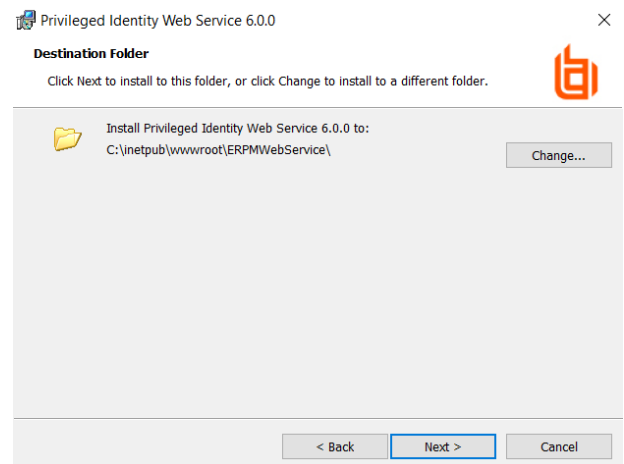 Privileged Identity Web Service 6.0.0
Destination Folder
Click Next to install to this folder, or click Change to install to a different folder.
Install Privileged Identity Web Service 6.0.0 to:
C:\inetpub\wwwroot\ERPMWebService\
Change...
< Back
Next >
Cancel